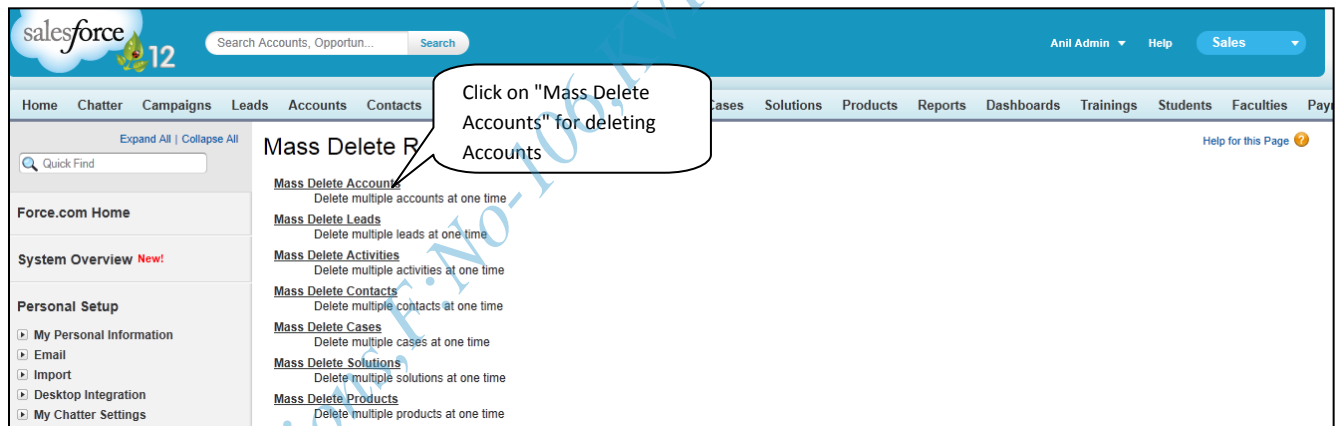 salesforce
12
Search Accounts, Opportun... Search
Anil Admin Help Sales
Home Chatter Campaigns Leads Accounts Contacts Cases Solutions Products Reports Dashboards Trainings Students Faculties
Click on "Mass Delete
Accounts" for deleting
Accounts
Expand All | Collapse All
Quick Find
Mass Delete R
Help for this Page
Mass Delete Accounts
Delete multiple accounts at one time
Mass Delete Leads
Delete multiple leads at one time
Mass Delete Activities
Delete multiple activities at one time
Mass Delete Contacts
Delete multiple contacts at one time
Mass Delete Cases
Delete multiple cases at one time
Mass Delete Solutions
Delete multiple solutions at one time
Mass Delete Products
Delete multiple products at one time
Force.com Home
System Overview New!
Personal Setup
My Personal Information
Email
Import
Desktop Integration
My Chatter Settings
ions,F:No-106,